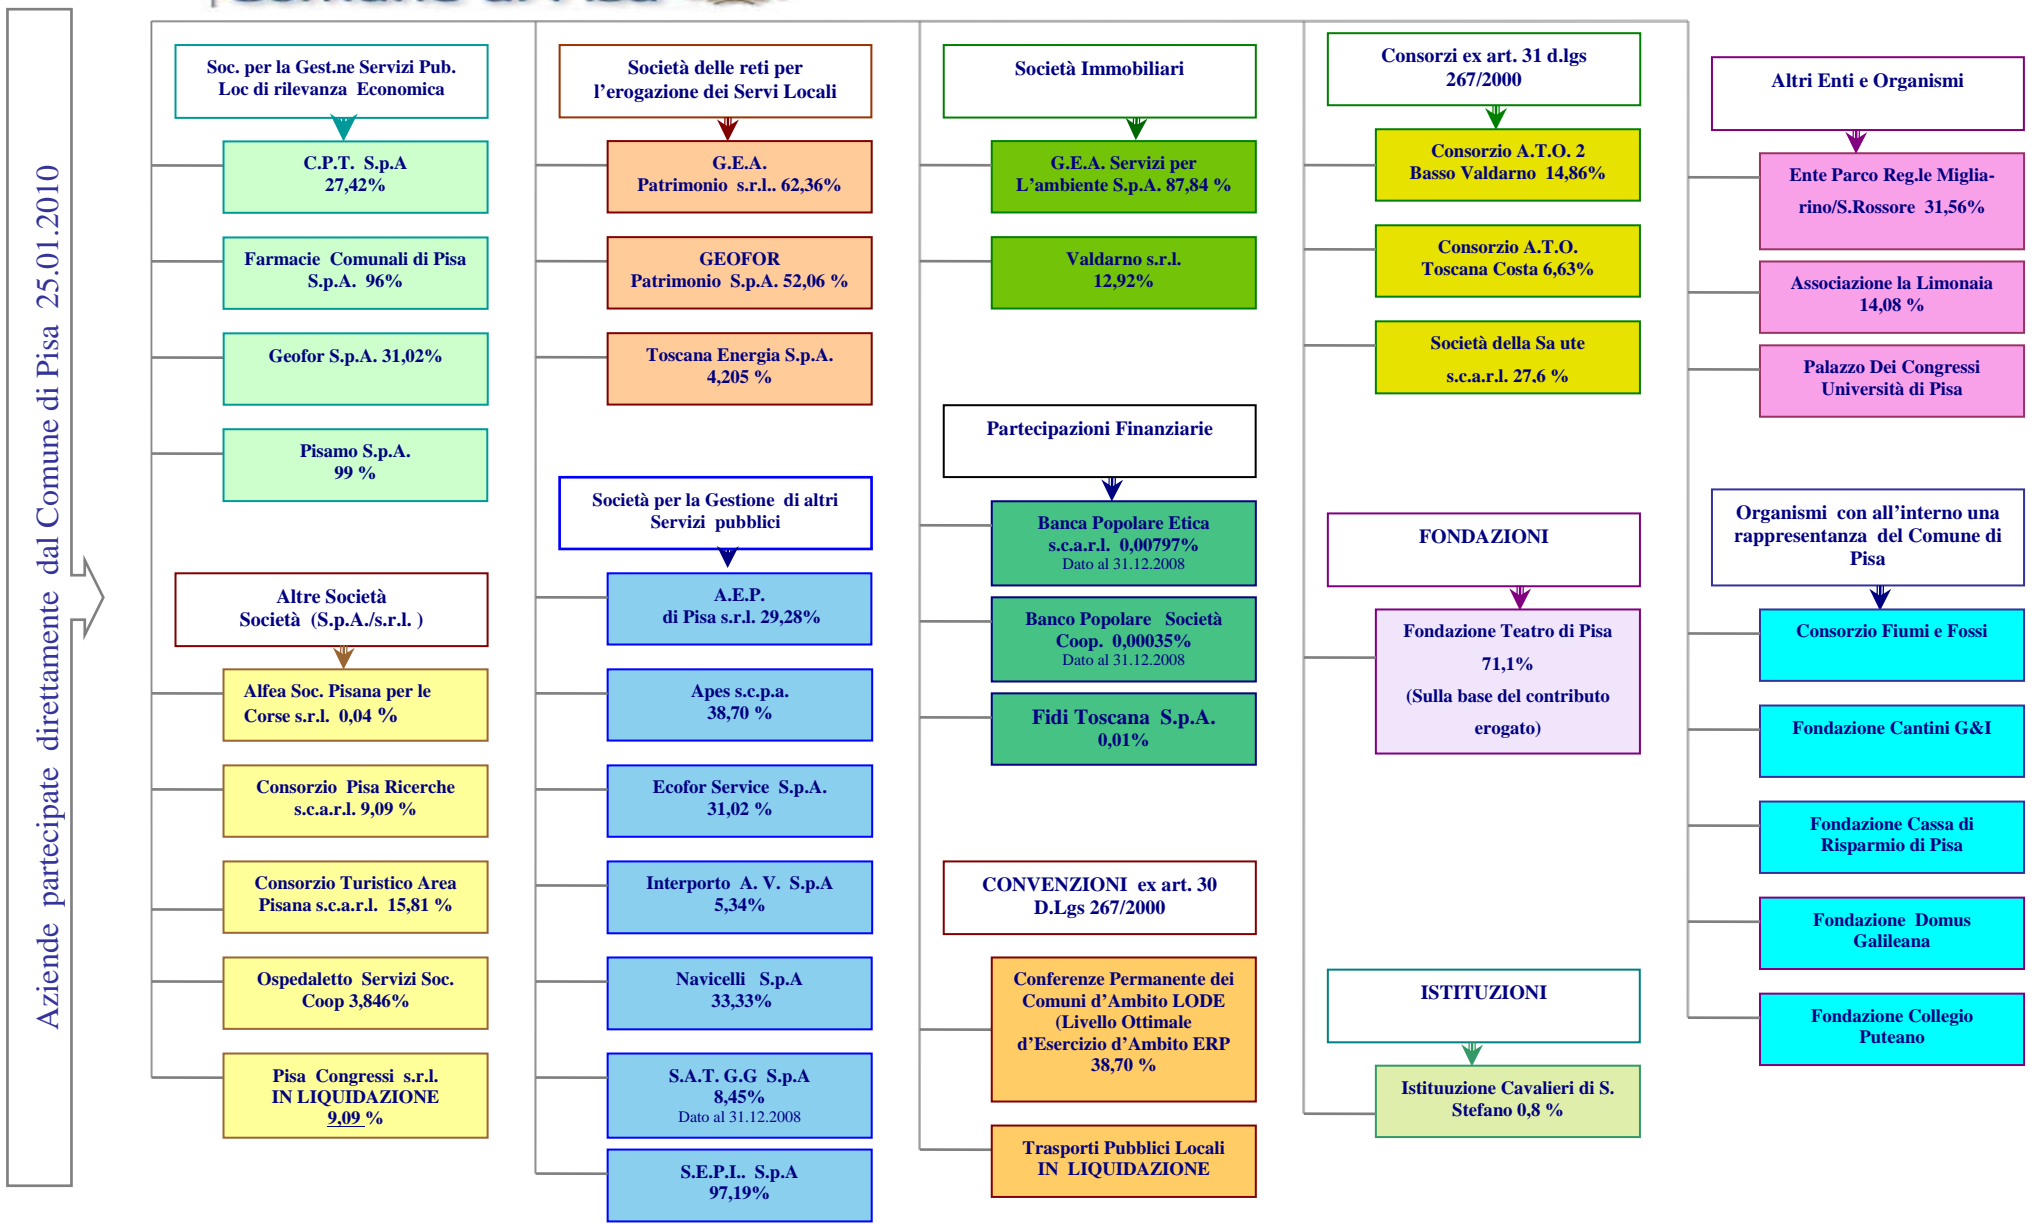 Comune di Pisa
Aziende partecipate direttamente dal Comune di Pisa 25.01.2010
Soc. per la Gest.ne Servizi Pub.
Loc di rilevanza Economica
C.P.T. S.p.A
27,42%
Farmacie Comunali di Pisa
S.p.A. 96%
Geofor S.p.A. 31,02%
Pisamo S.p.A.
99 %
Altre Società
Società (S.p.A./s.r.l. )
Alfea Soc. Pisana per le
Corse s.r.l. 0,04 %
Consorzio Pisa Ricerche
s.c.a.r.l. 9,09 %
Consorzio Turistico Area
Pisana s.c.a.r.l. 15,81 %
Ospedaletto Servizi Soc.
Coop 3,846%
Pisa Congressi s.r.l.
IN LIQUIDAZIONE
9,09 %
Società delle reti per
l'erogazione dei Servi Locali
G.E.A.
Patrimonio s.r.l.. 62,36%
GEOFOR
Patrimonio S.p.A. 52,06 %
Toscana Energia S.p.A.
4,205 %
Società per la Gestione di altri
Servizi pubblici
A.E.P.
di Pisa s.r.l. 29,28%
Apes s.c.p.a.
38,70 %
Ecofor Service S.p.A.
31,02 %
Interporto A. V. S.p.A
5,34%
Navicelli S.p.A
33,33%
S.A.T. G.G S.p.A
8,45%
Dato al 31.12.2008
S.E.P.I.. S.p.A
97,19%
Società Immobiliari
G.E.A. Servizi per
L'ambiente S.p.A. 87,84 %
Valdarno s.r.l.
12,92%
Partecipazioni Finanziarie
Banca Popolare Etica
s.c.a.r.l. 0,00797%
Dato al 31.12.2008
Banco Popolare Società
Coop. 0,00035%
Dato al 31.12.2008
Fidi Toscana S.p.A.
0,01%
CONVENZIONI ex art. 30
D.Lgs 267/2000
Conferenze Permanente dei
Comuni d'Ambito LODE
(Livello Ottimale
d'Esercizio d'Ambito ERP
38,70 %
Trasporti Pubblici Locali
IN LIQUIDAZIONE
Consorzi ex art. 31 d.lgs
267/2000
Consorzio A.T.O. 2
Basso Valdarno 14,86%
Consorzio A.T.O.
Toscana Costa 6,63%
Società della Sa ute
s.c.a.r.l. 27,6 %
FONDAZIONI
Fondazione Teatro di Pisa
71,1%
(Sulla base del contributo
erogato)
ISTITUZIONI
Istituuzione Cavalieri di S.
Stefano 0,8 %
Altri Enti e Organismi
Ente Parco Reg.le Miglia-
rino/S.Rossore 31,56%
Associazione la Limonaia
14,08 %
Palazzo Dei Congressi
Università di Pisa
Organismi con all'interno una
rappresentanza del Comune di
Pisa
Consorzio Fiumi e Fossi
Fondazione Cantini G&I
Fondazione Cassa di
Risparmio di Pisa
Fondazione Domus
Galileana
Fondazione Collegio
Puteano